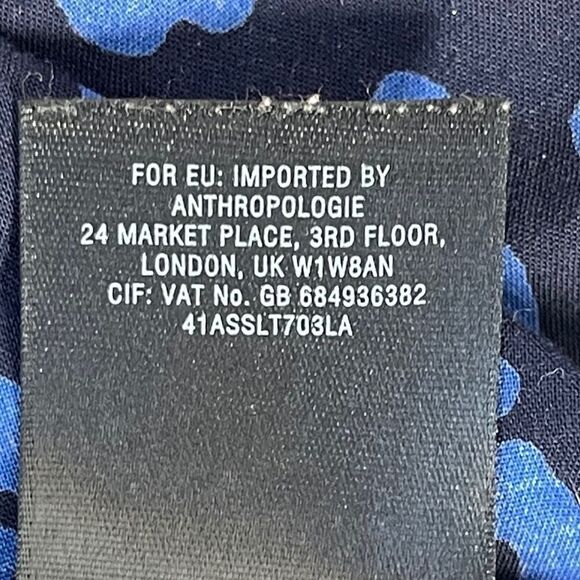 FOR EU: IMPORTED BY
ANTHROPOLOGIE
24 MARKET PLACE, 3RD FLOOR,
LONDON, UK W1W8AN
CIF: VAT No. GB 684936382
41ASSLT703LA